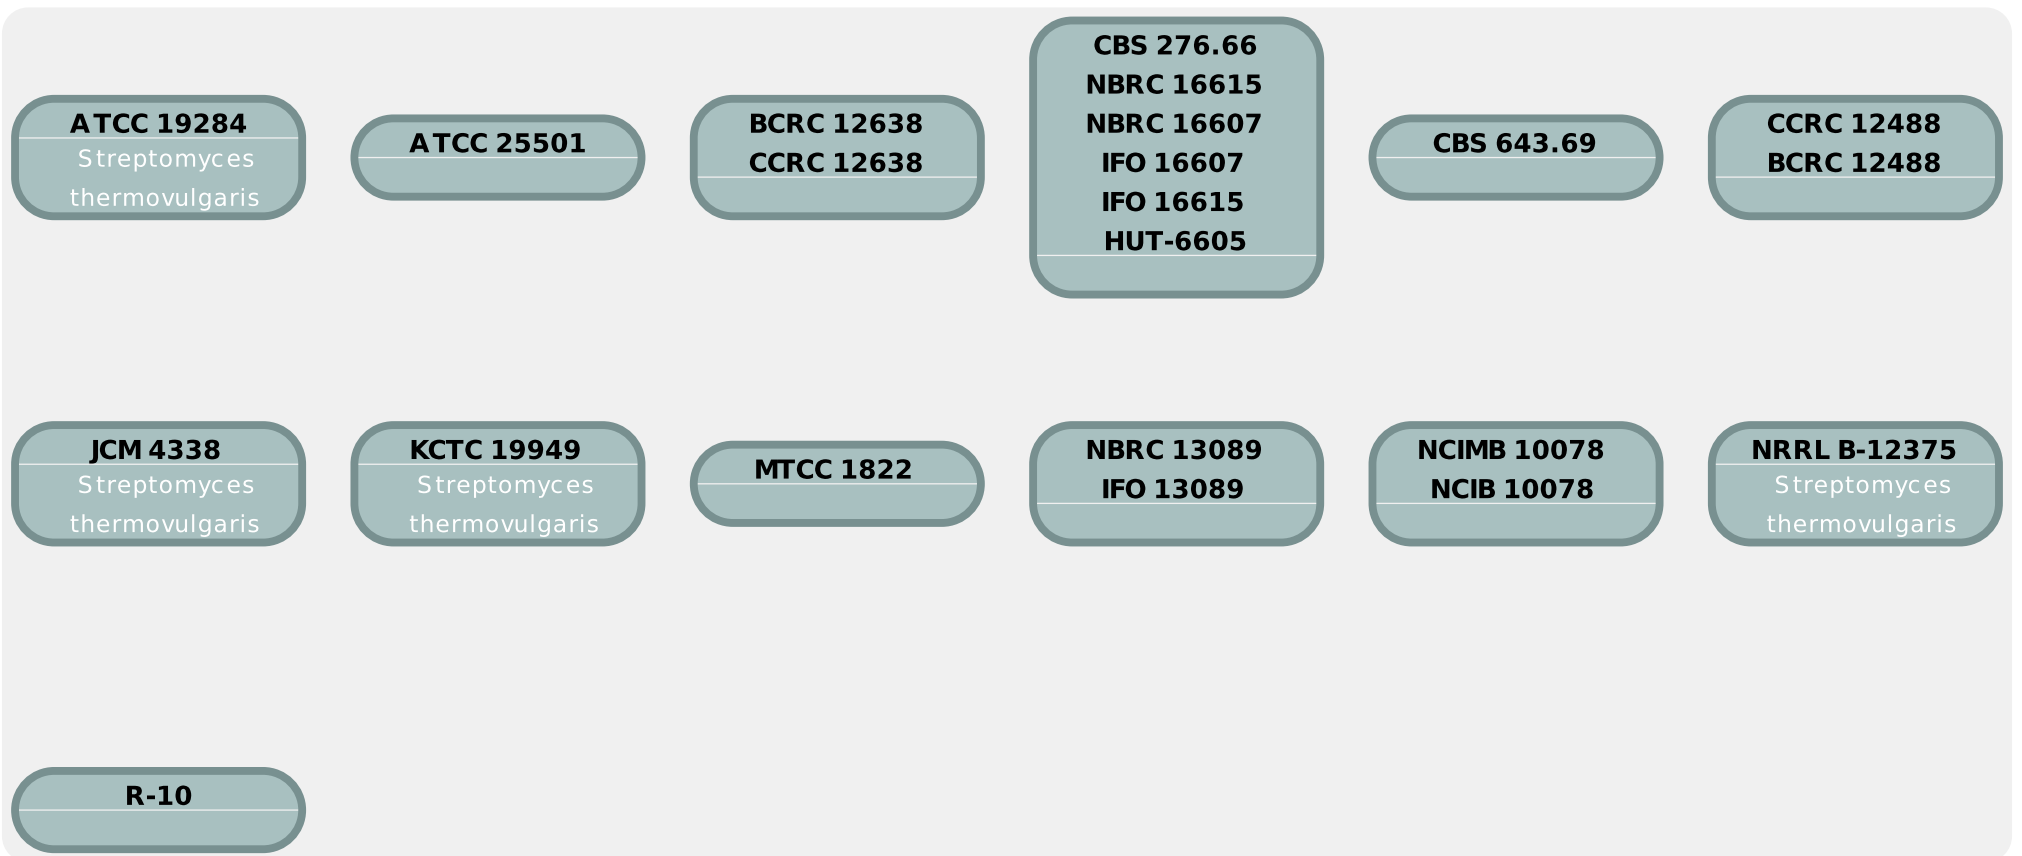 ATCC 19284
Streptomyces
thermovulgaris
ATCC 25501
BCRC 12638
CCRC 12638
CBS 276.66
NBRC 16615
NBRC 16607
IFO 16607
IFO 16615
HUT-6605
CBS 643.69
CCRC 12488
BCRC 12488
JCM 4338
Streptomyces
thermovulgaris
KCTC 19949
Streptomyces
thermovulgaris
MTCC 1822
NBRC 13089
IFO 13089
NCIMB 10078
NCIB 10078
NRRL B-12375
Streptomyces
thermovulgaris
R-10